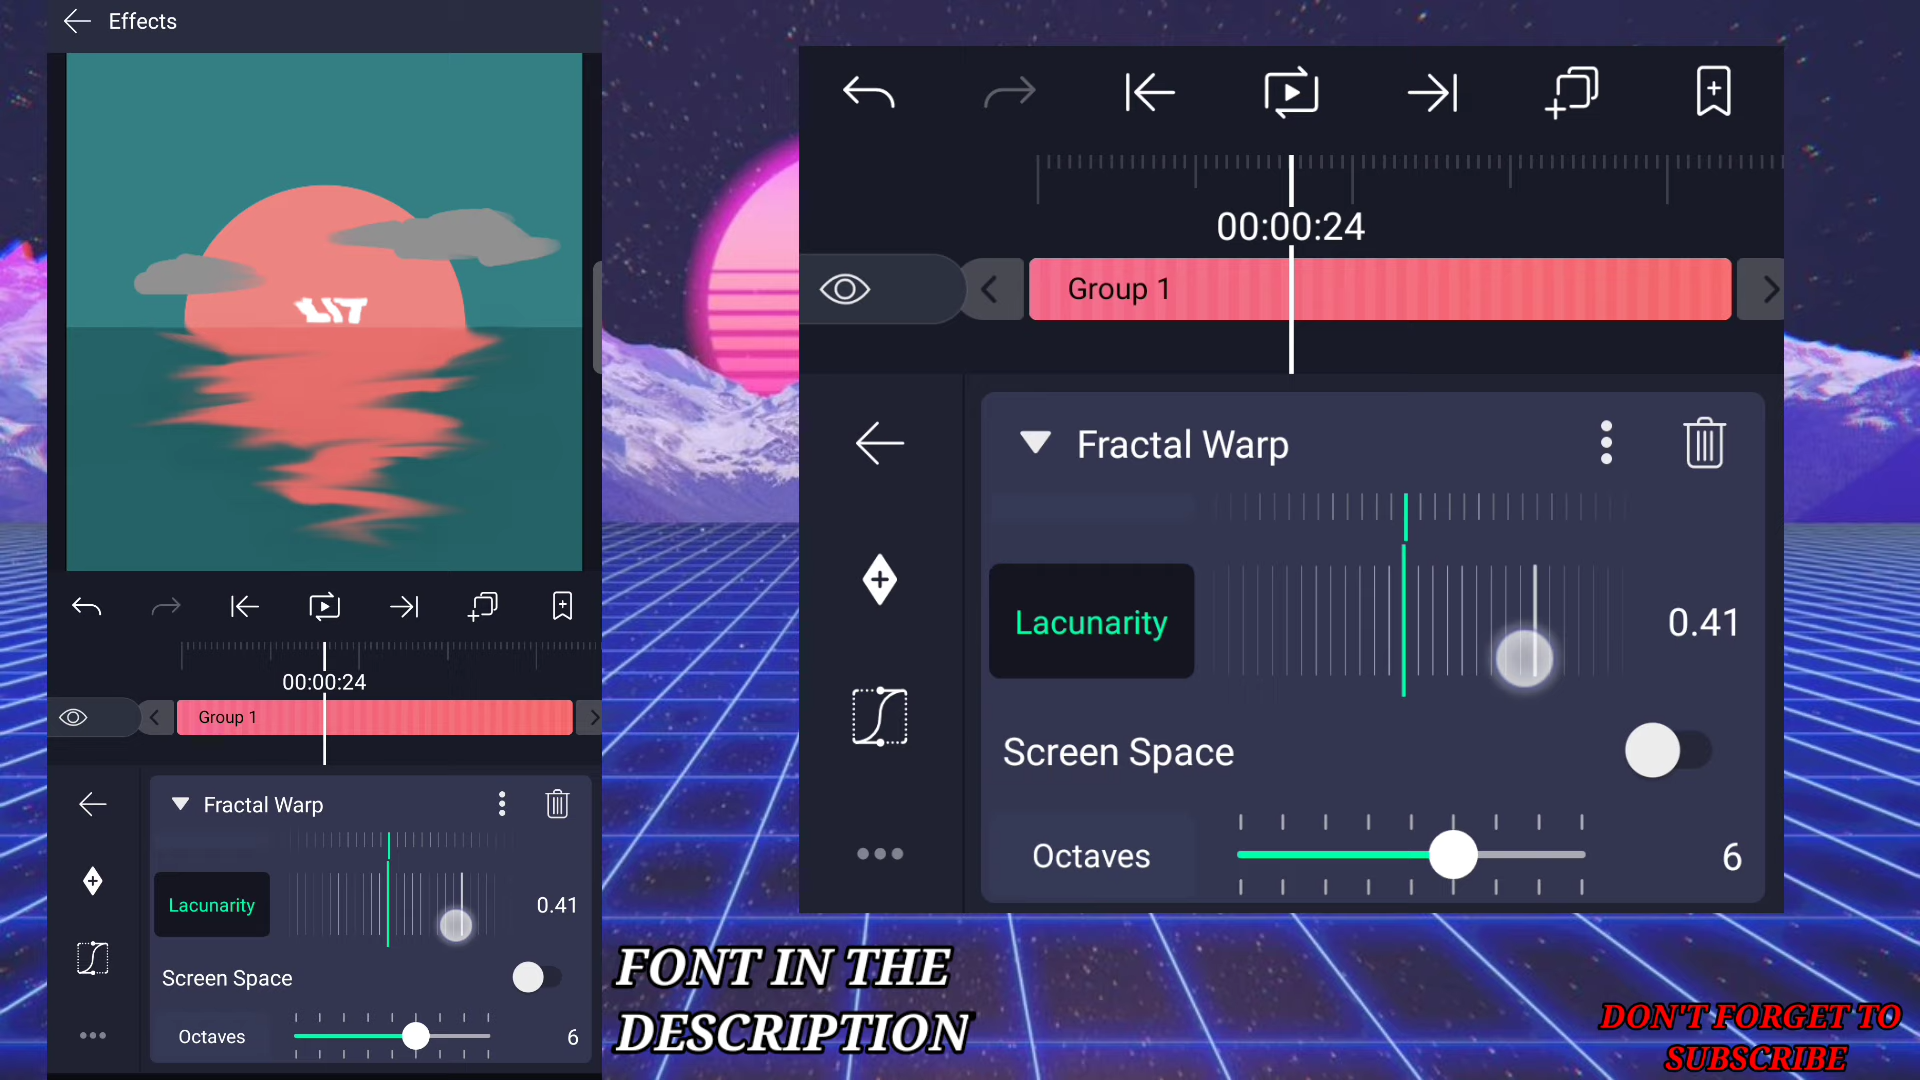 Effects
00:00:24
Group 1
Fractal Warp
Lacunarity
0.41
Screen Space
Octaves
6
00:00:24
Group 1
Fractal Warp
Lacunarity
0.41
Screen Space
Octaves
6
FONT IN THE
DESCRIPTION
DON'T FORGET TO
SUBSCRIBE